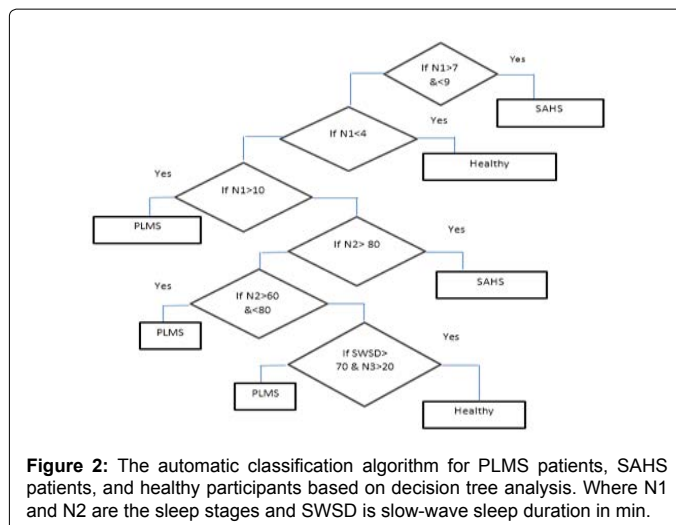 If N1>7
&<9
Yes
SAHS
If N1<4
Yes
Healthy
Yes
If N1>10
PLMS
If N2> 80
Yes
SAHS
Yes
If N2>60
&<80
PLMS
If SWSD>
70 & N3>20
Yes
PLMS
Healthy
Figure 2: The automatic classification algorithm for PLMS patients, SAHS
patients, and healthy participants based on decision tree analysis. Where N1
and N2 are the sleep stages and SWSD is slow-wave sleep duration in min.